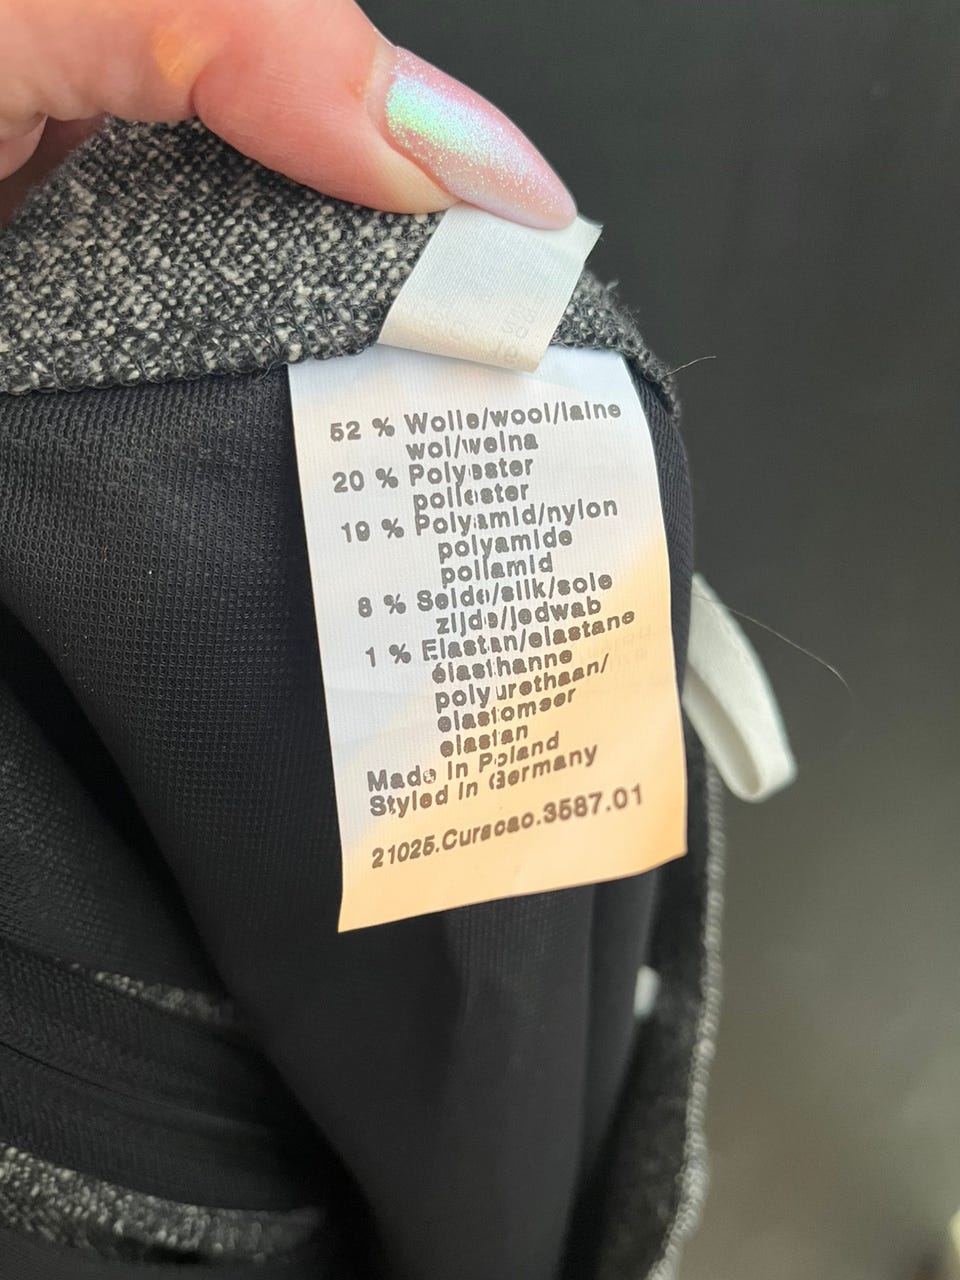 52 % Wolle/wool/laine
wol/wełna
20 % Polyester
poliester
19 % Polyamid/nylon
polyamide
poliamid
8 % Seide/silk/soie
zijde/jedwab
1 % Elastan/elastane
élasthanne
polyurethaan/
elastomeer
elastan
Made in Poland
Styled in Germany
21025.Curacao.3587.01